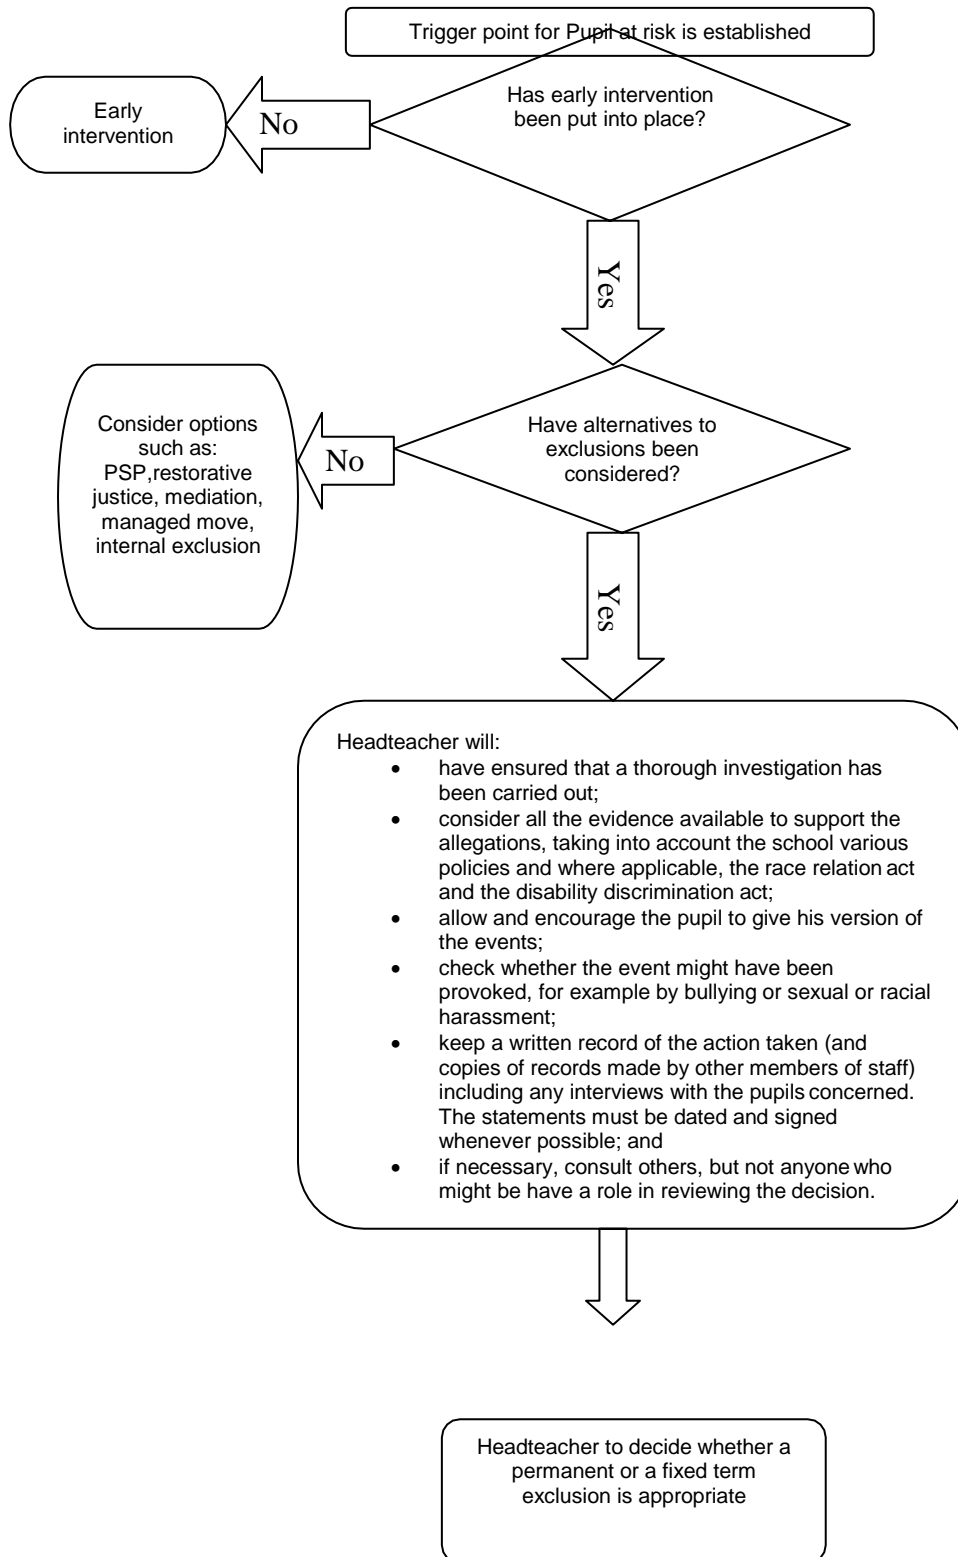 Trigger point for Pupil at risk is established
Has early intervention
been put into place?
Early
intervention
No
Yes
Have alternatives to
exclusions been
considered?
Consider options
such as:
PSP,restorative
justice, mediation,
managed move,
internal exclusion
No
Yes
Headteacher will:
• have ensured that a thorough investigation has
been carried out;
• consider all the evidence available to support the
allegations, taking into account the school various
policies and where applicable, the race relation act
and the disability discrimination act;
• allow and encourage the pupil to give his version of
the events;
• check whether the event might have been
provoked, for example by bullying or sexual or racial
harassment;
• keep a written record of the action taken (and
copies of records made by other members of staff)
including any interviews with the pupils concerned.
The statements must be dated and signed
whenever possible; and
• if necessary, consult others, but not anyone who
might be have a role in reviewing the decision.
Headteacher to decide whether a
permanent or a fixed term
exclusion is appropriate